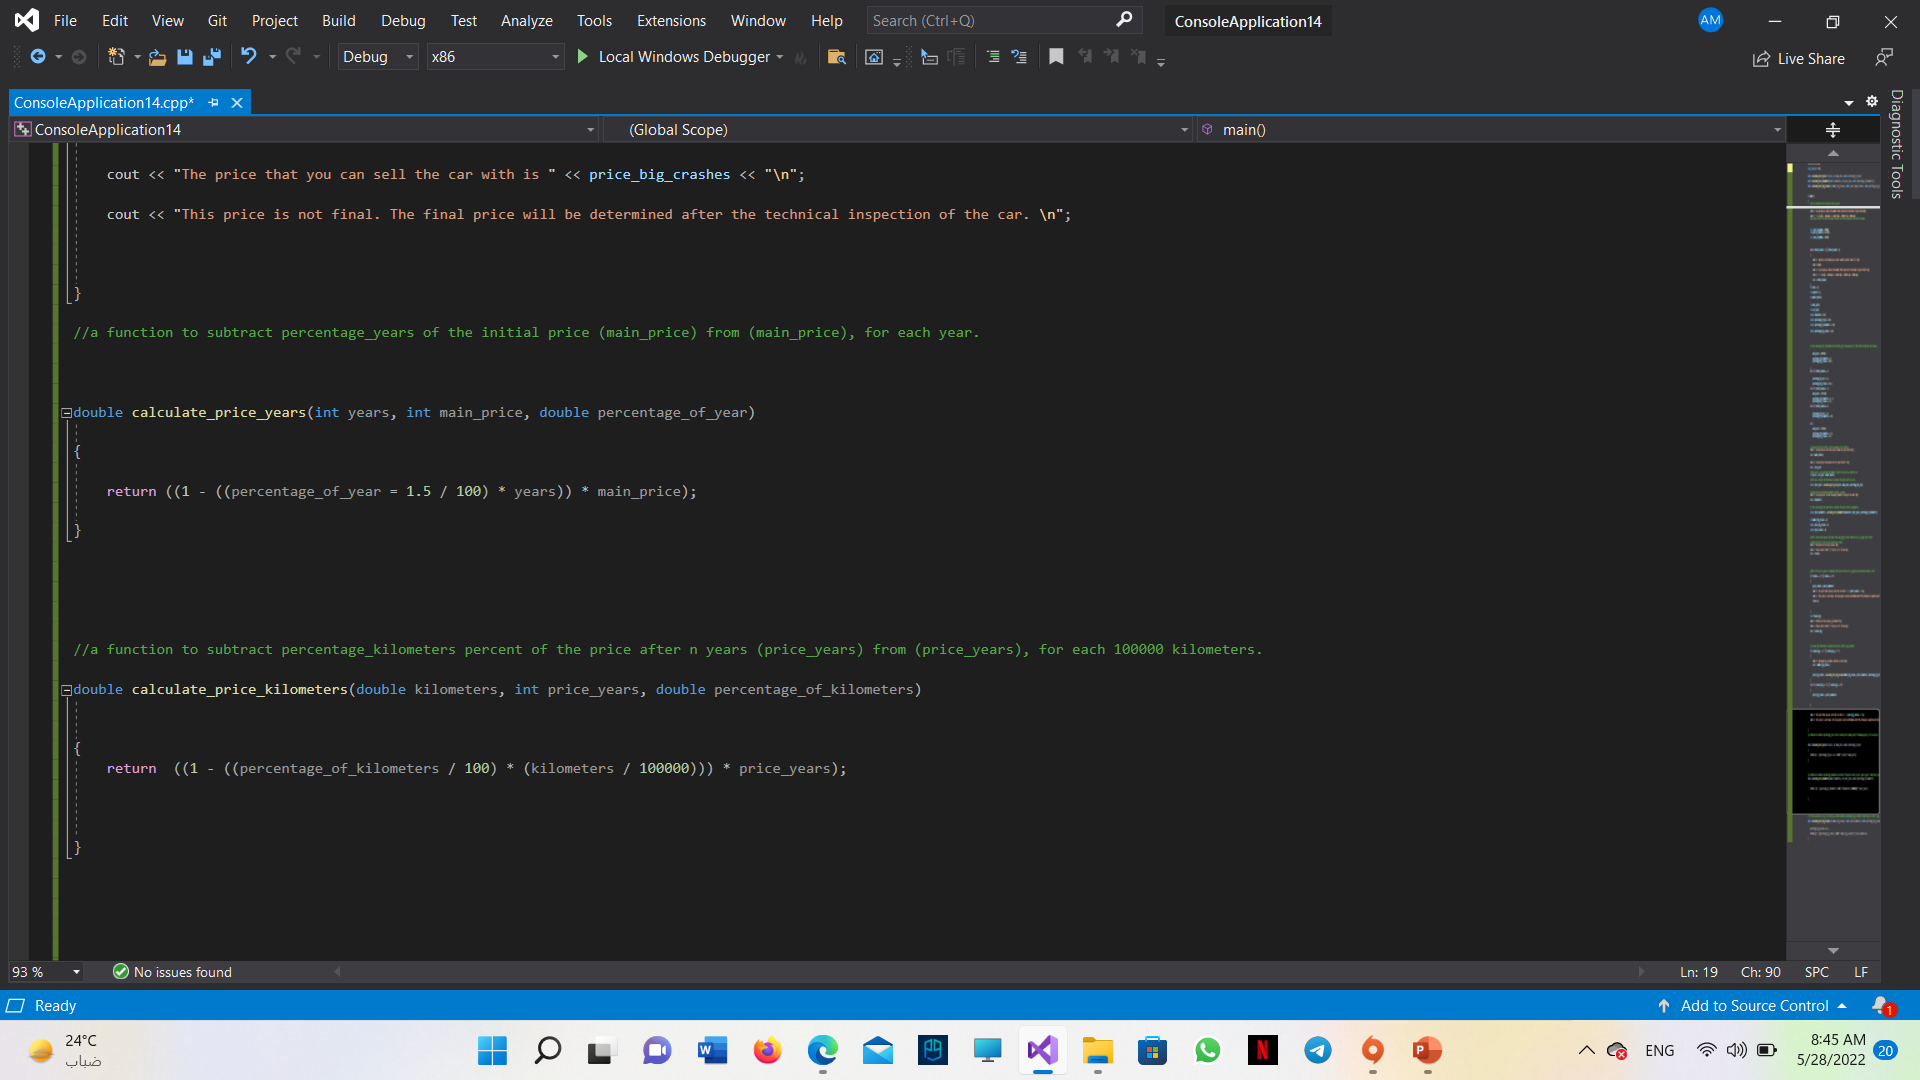 File Edit View Git Project Build Debug Test Analyze Tools Extensions Window Help Search (Ctrl+Q) ConsoleApplication14 AM
Debug x86 Local Windows Debugger Live Share
ConsoleApplication14.cpp*
ConsoleApplication14 (Global Scope) main()
Diagnostic Tools
cout << "The price that you can sell the car with is " << price_big_crashes << "\n";
cout << "This price is not final. The final price will be determined after the technical inspection of the car. \n";
}
//a function to subtract percentage_years of the initial price (main_price) from (main_price), for each year.
double calculate_price_years(int years, int main_price, double percentage_of_year)
{
return ((1 - ((percentage_of_year = 1.5 / 100) * years)) * main_price);
}
//a function to subtract percentage_kilometers percent of the price after n years (price_years) from (price_years), for each 100000 kilometers.
double calculate_price_kilometers(double kilometers, int price_years, double percentage_of_kilometers)
{
return  ((1 - ((percentage_of_kilometers / 100) * (kilometers / 100000))) * price_years);
}
93 % No issues found Ln: 19 Ch: 90 SPC LF
Ready Add to Source Control 1
24°C
ضباب
ENG
8:45 AM
5/28/2022 20